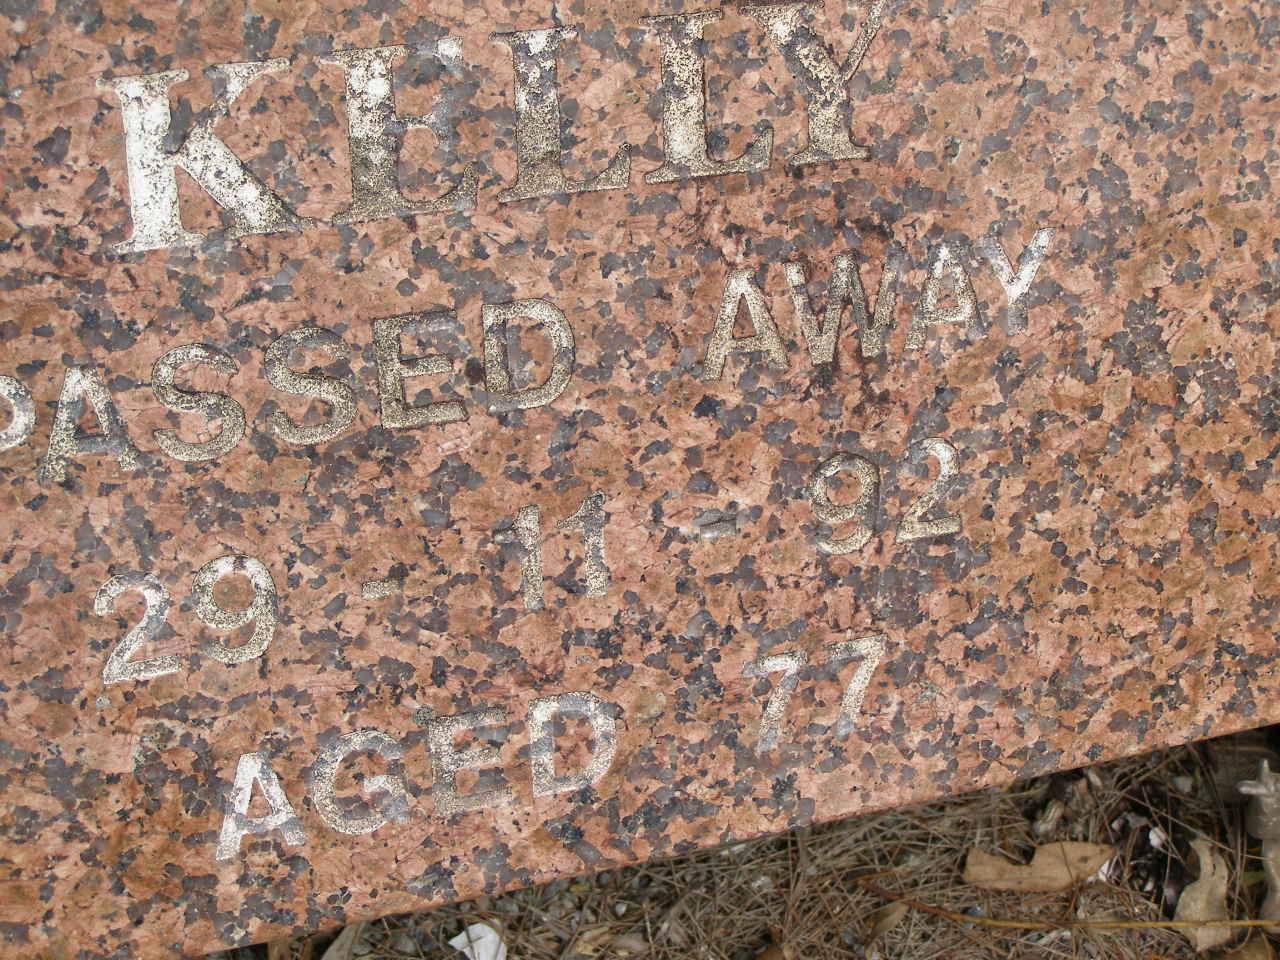 KELLY
PASSED AWAY
29 - 11 - 92
AGED 77